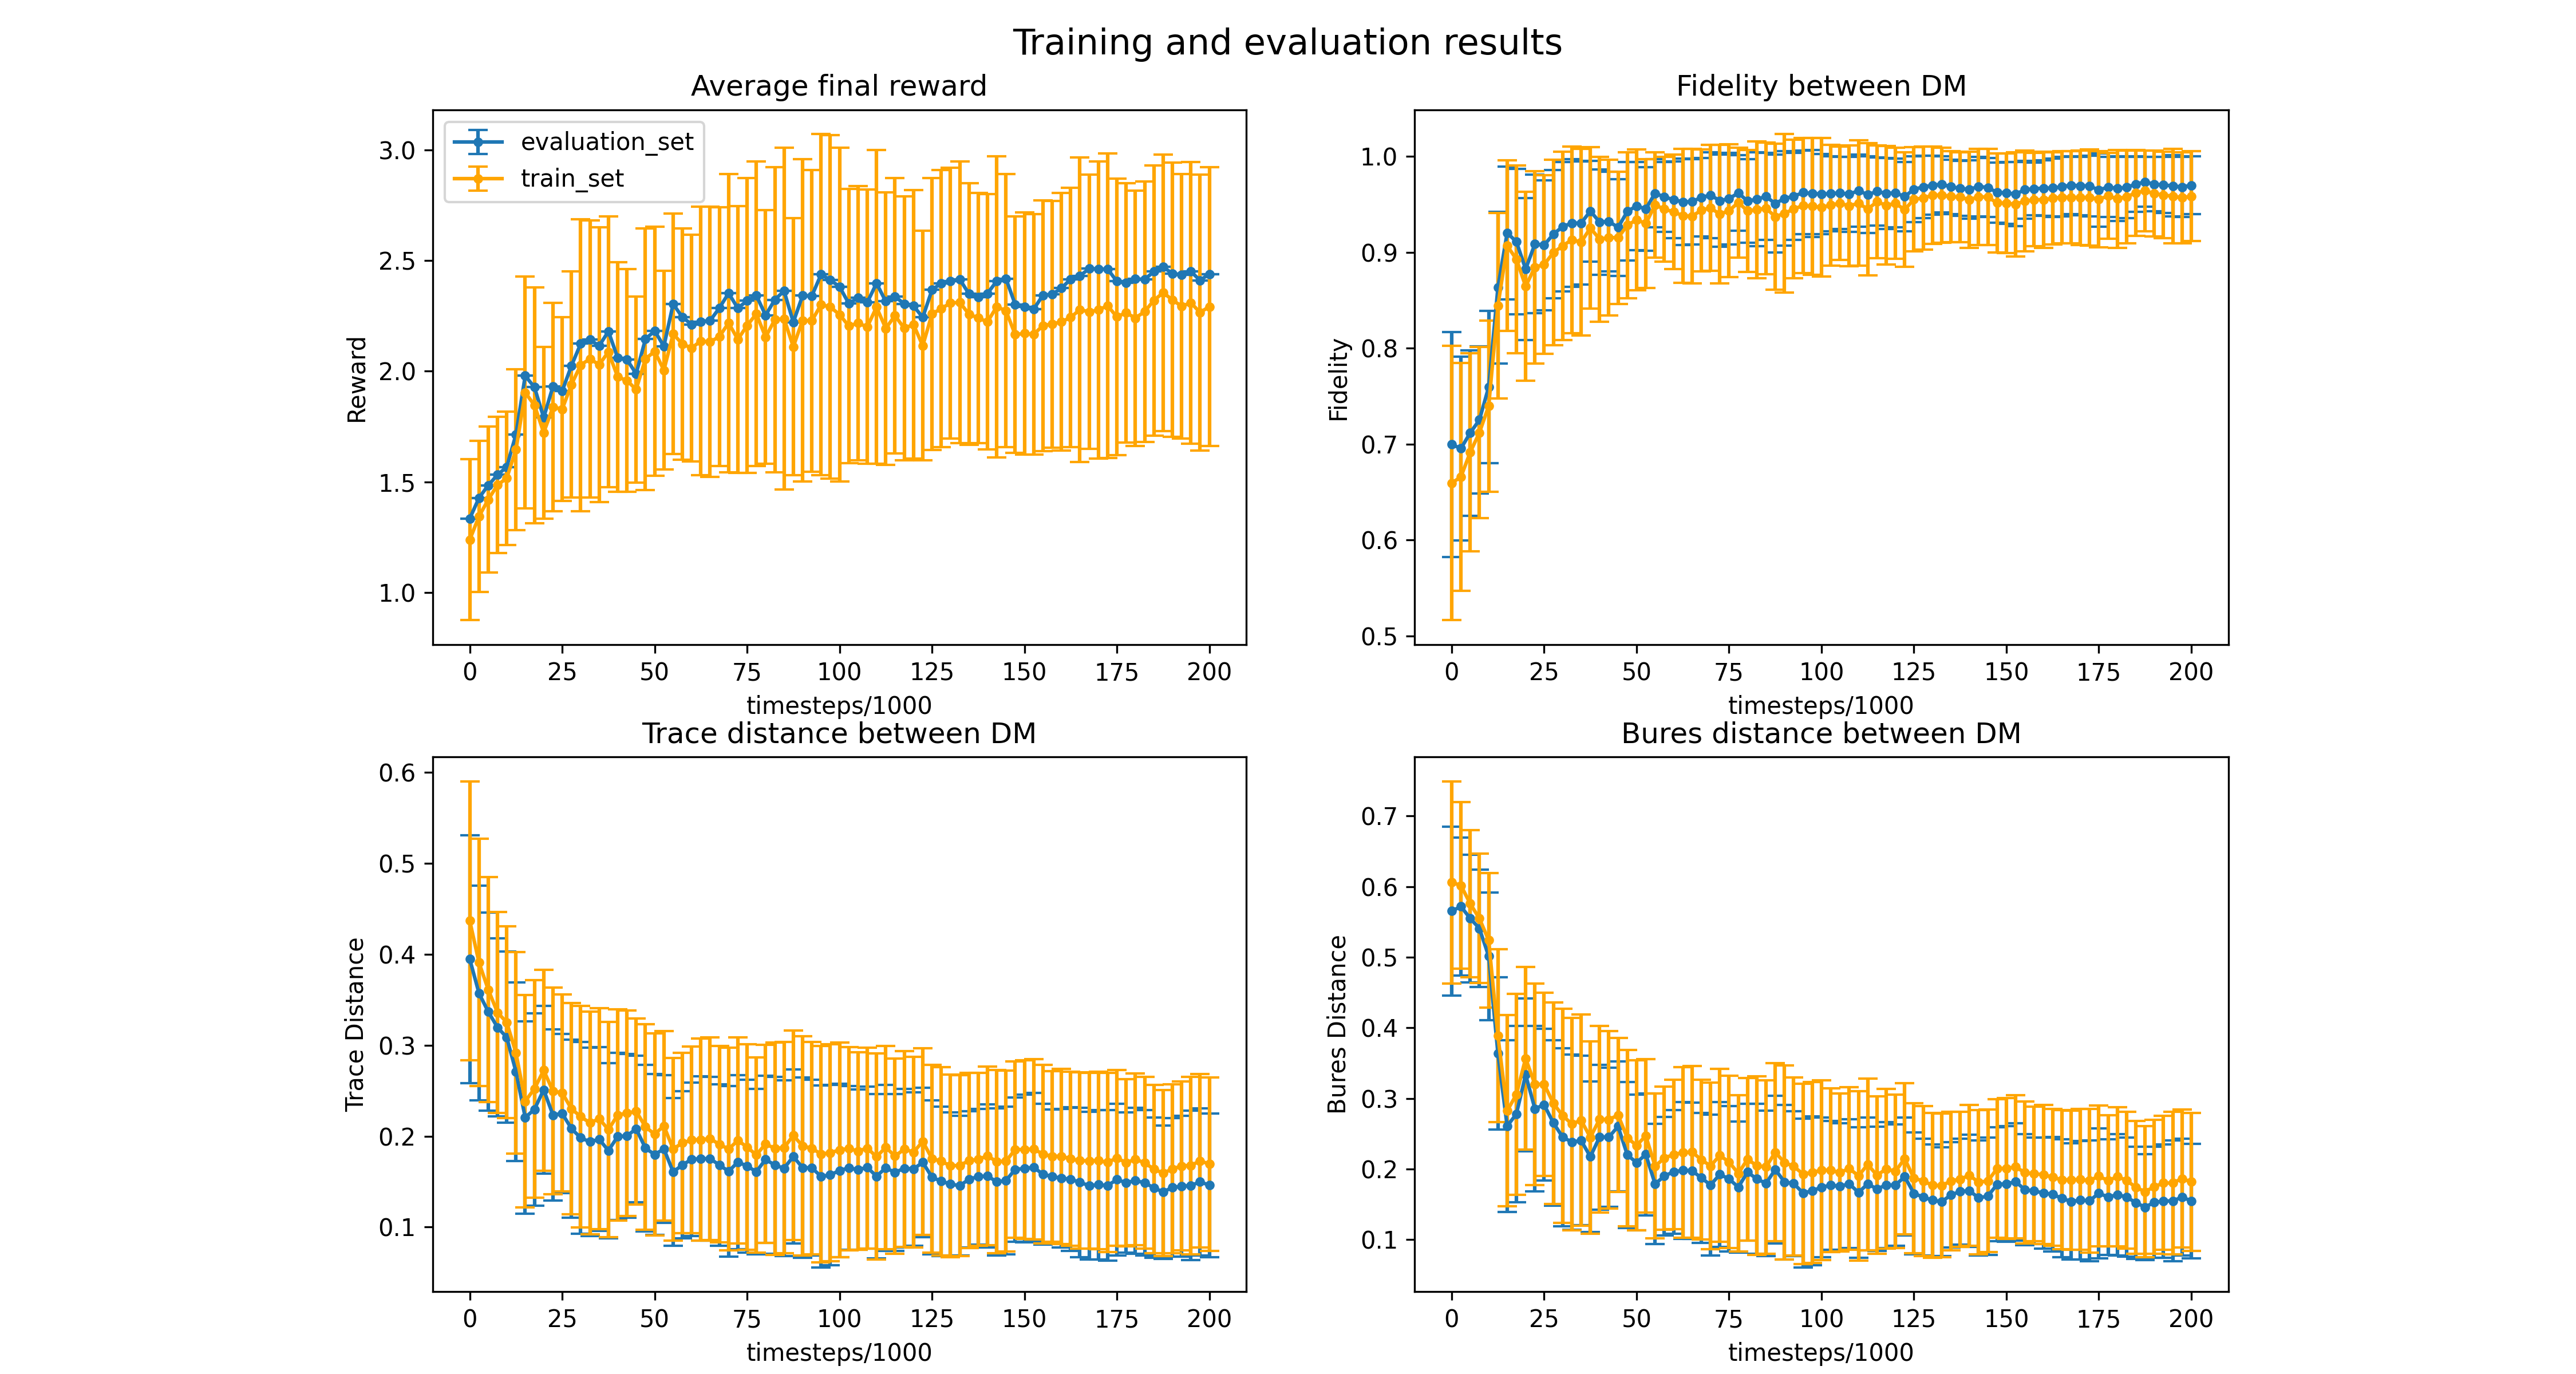 Training and evaluation results
Average final reward
evaluation_set
train_set
3.0
2.5
2.0
1.5
1.0
Reward
0 25 50 75 100 125 150 175 200
timesteps/1000
Fidelity between DM
1.0
0.9
0.8
0.7
0.6
0.5
Fidelity
0 25 50 75 100 125 150 175 200
timesteps/1000
Trace distance between DM
0.6
0.5
0.4
0.3
0.2
0.1
Trace Distance
0 25 50 75 100 125 150 175 200
timesteps/1000
Bures distance between DM
0.7
0.6
0.5
0.4
0.3
0.2
0.1
Bures Distance
0 25 50 75 100 125 150 175 200
timesteps/1000